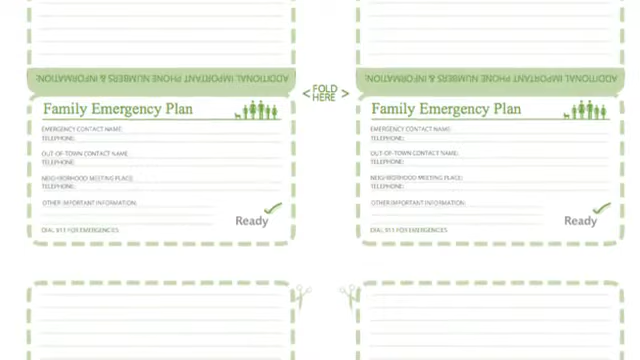 ADDITIONAL IMPORTANT PHONE NUMBERS & INFORMATION:
ADDITIONAL IMPORTANT PHONE NUMBERS & INFORMATION:
< FOLD HERE >
Family Emergency Plan
EMERGENCY CONTACT NAME:
TELEPHONE:
OUT-OF-TOWN CONTACT NAME:
TELEPHONE:
NEIGHBORHOOD MEETING PLACE:
TELEPHONE:
OTHER IMPORTANT INFORMATION:
Ready
DIAL 911 FOR EMERGENCIES
Family Emergency Plan
EMERGENCY CONTACT NAME:
TELEPHONE:
OUT-OF-TOWN CONTACT NAME:
TELEPHONE:
NEIGHBORHOOD MEETING PLACE:
TELEPHONE:
OTHER IMPORTANT INFORMATION:
Ready
DIAL 911 FOR EMERGENCIES